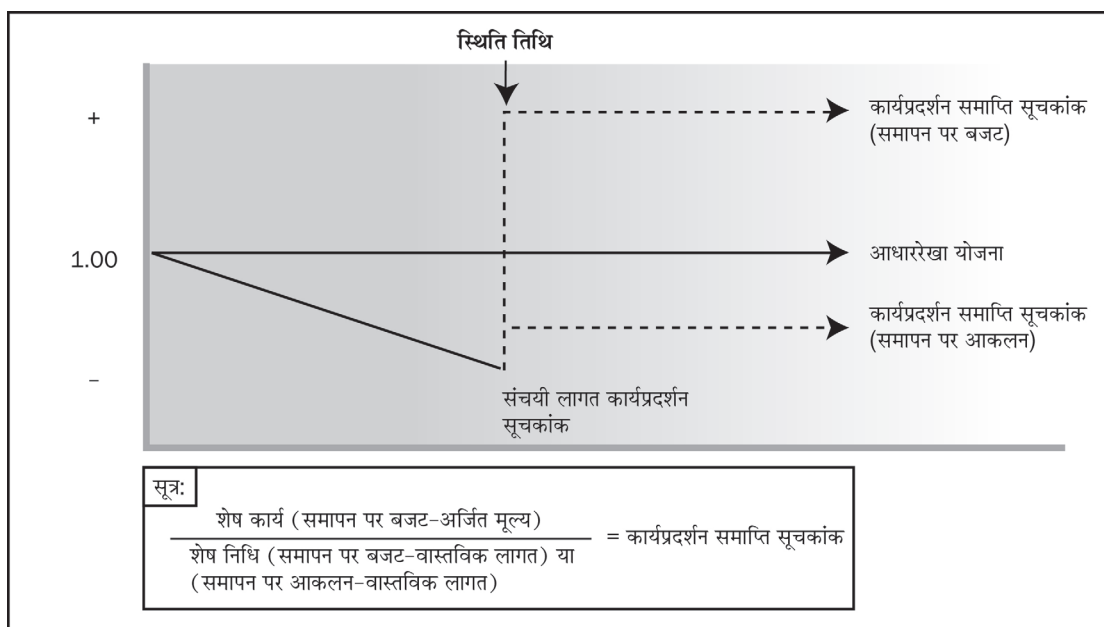 स्थिति तिथि
+
कार्यप्रदर्शन समाप्ति सूचकांक
(समापन पर बजट)
1.00
आधाररेखा योजना
कार्यप्रदर्शन समाप्ति सूचकांक
(समापन पर आकलन)
–
संचयी लागत कार्यप्रदर्शन
सूचकांक
सूत्र:
शेष कार्य (समापन पर बजट-अर्जित मूल्य)
= कार्यप्रदर्शन समाप्ति सूचकांक
शेष निधि (समापन पर बजट-वास्तविक लागत) या
(समापन पर आकलन-वास्तविक लागत)